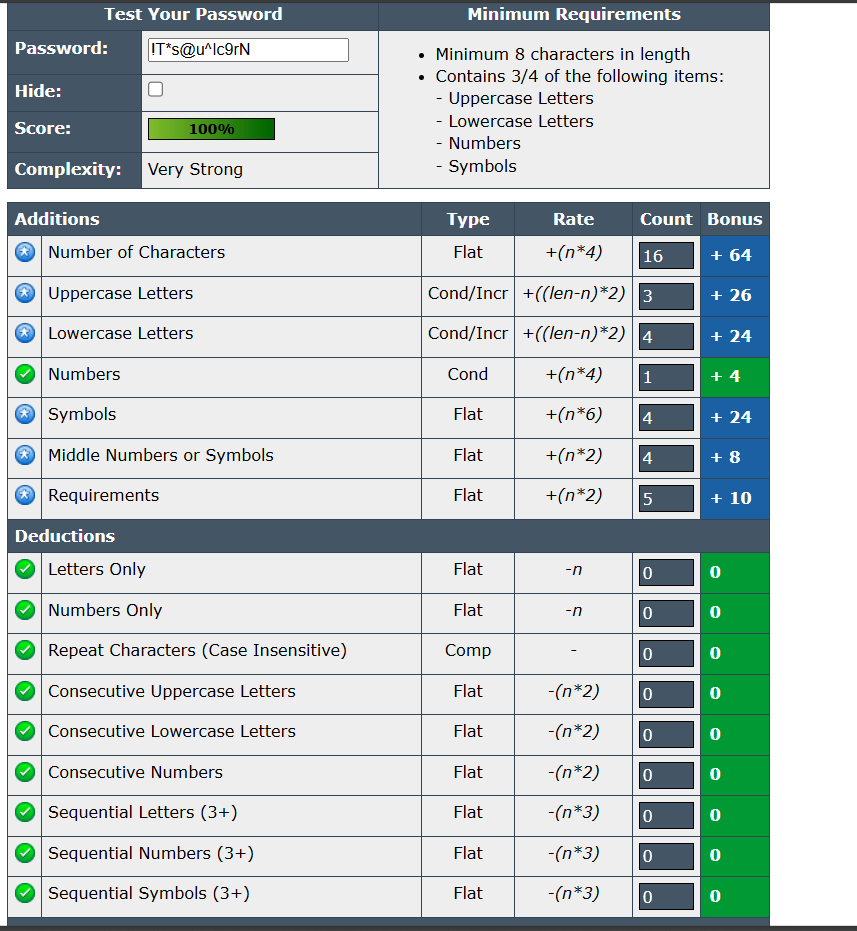 Test Your Password Minimum Requirements
Password: !T*s@u^Ic9rN
• Minimum 8 characters in length
• Contains 3/4 of the following items:
- Uppercase Letters
- Lowercase Letters
- Numbers
- Symbols
Hide:
Score: 100%
Complexity: Very Strong
Additions Type Rate Count Bonus
Number of Characters Flat +(n*4) 16 + 64
Uppercase Letters Cond/Incr +((len-n)*2) 3 + 26
Lowercase Letters Cond/Incr +((len-n)*2) 4 + 24
Numbers Cond +(n*4) 1 + 4
Symbols Flat +(n*6) 4 + 24
Middle Numbers or Symbols Flat +(n*2) 4 + 8
Requirements Flat +(n*2) 5 + 10
Deductions
Letters Only Flat -n 0 0
Numbers Only Flat -n 0 0
Repeat Characters (Case Insensitive) Comp - 0 0
Consecutive Uppercase Letters Flat -(n*2) 0 0
Consecutive Lowercase Letters Flat -(n*2) 0 0
Consecutive Numbers Flat -(n*2) 0 0
Sequential Letters (3+) Flat -(n*3) 0 0
Sequential Numbers (3+) Flat -(n*3) 0 0
Sequential Symbols (3+) Flat -(n*3) 0 0